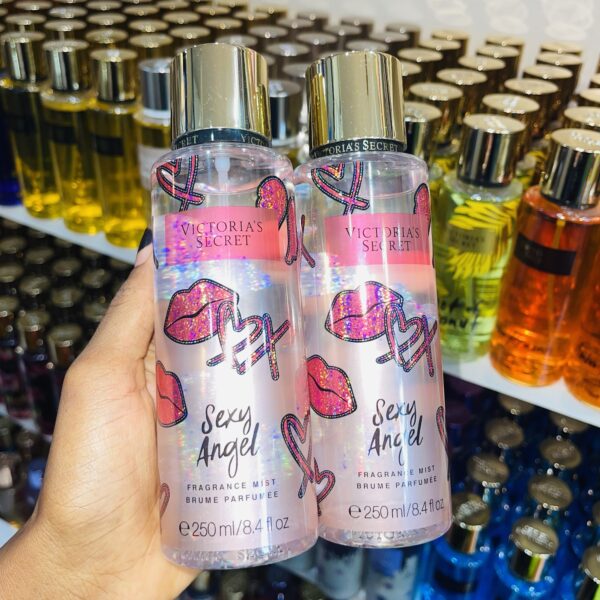 VICTORIA'S SECRET
VICTORIA'S
SECRET
Sexy
Angel
FRAGRANCE MIST
BRUME PARFUMÉE
e 250 ml/8.4 fl oz
VICTORIA'S SECRET
VICTORIA'S
SECRET
Sexy
Angel
FRAGRANCE MIST
BRUME PARFUMÉE
e 250 ml/8.4 fl oz